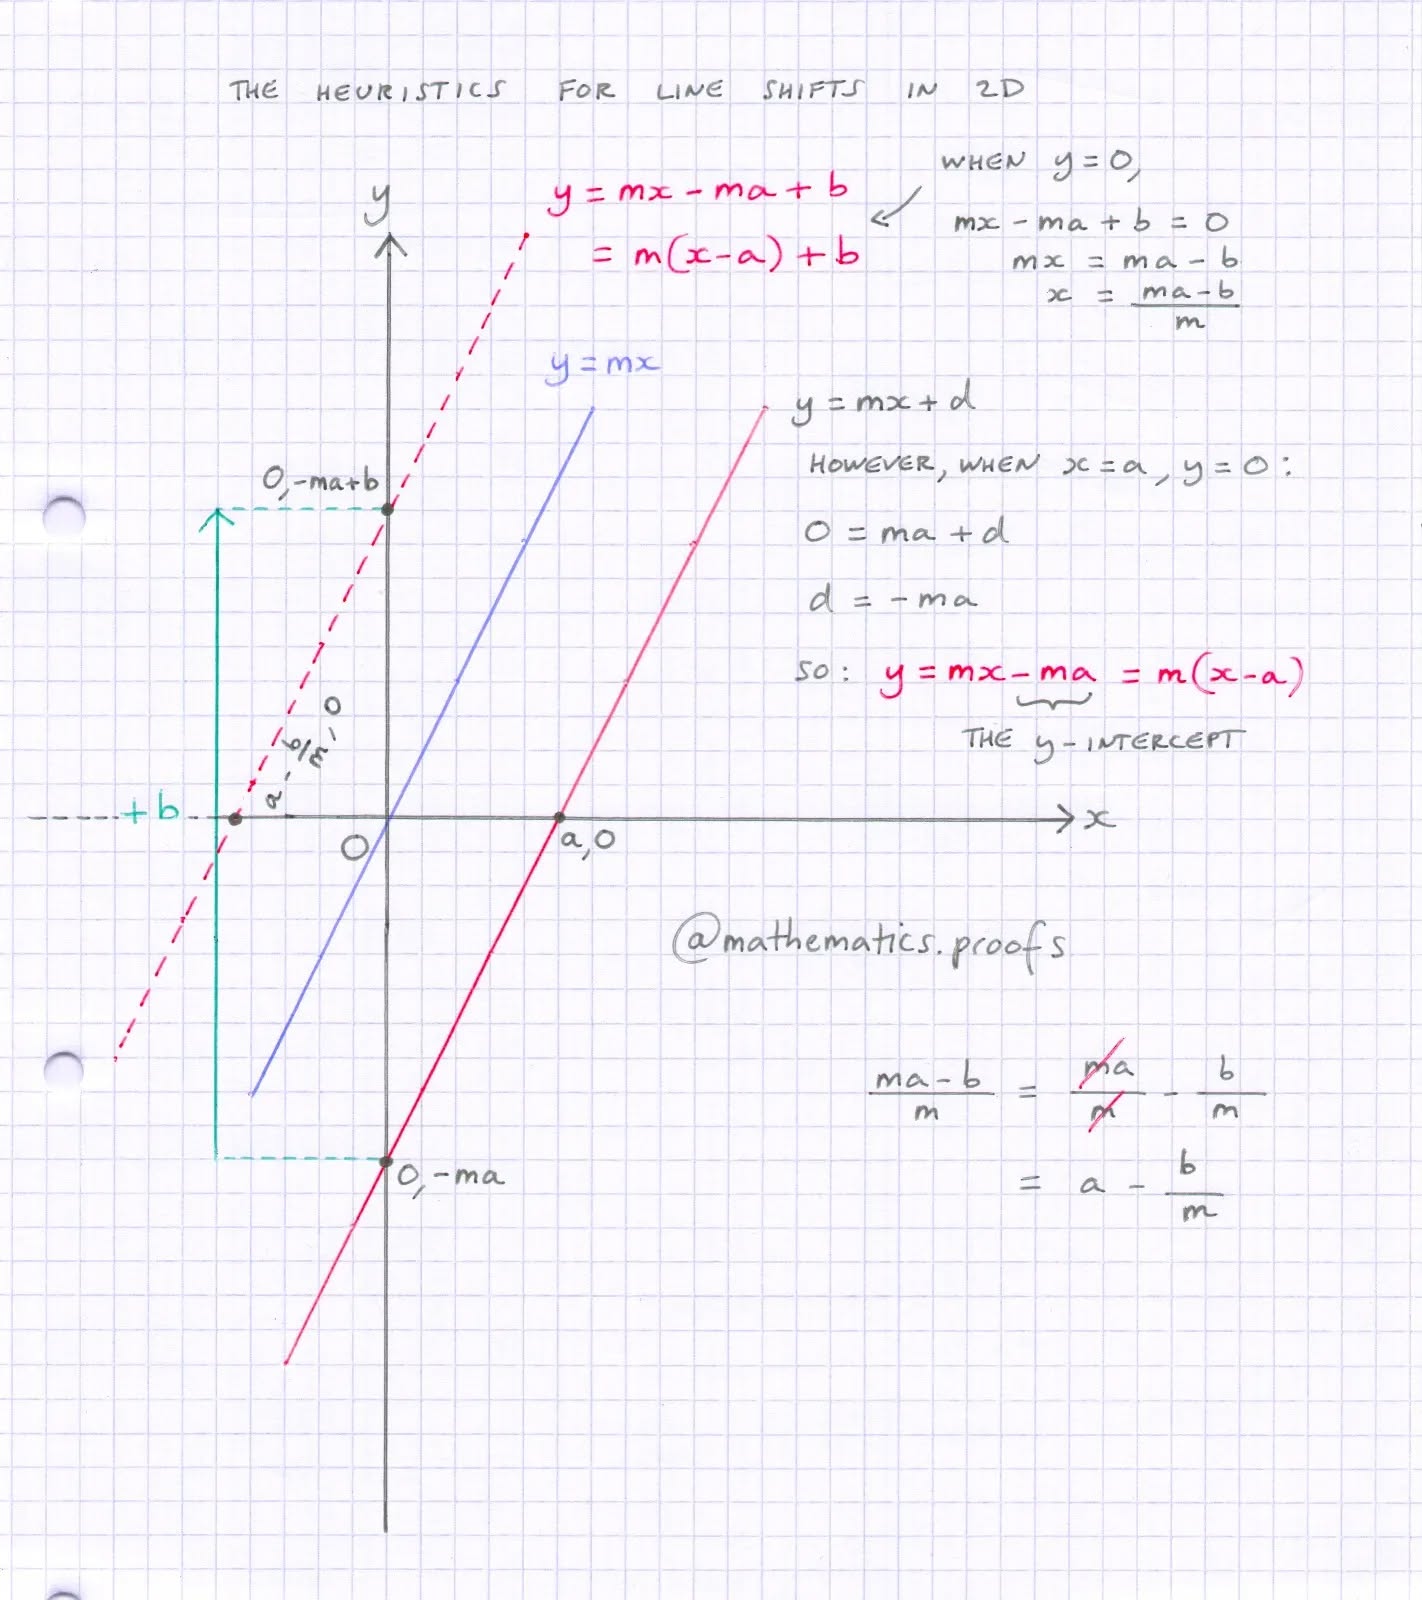 THE HEURISTICS FOR LINE SHIFTS IN 2D
WHEN y = 0,
y = mx - ma + b
= m(x-a) + b
mx - ma + b = 0
mx = ma - b
x = \frac{ma-b}{m}
y
y = mx
y = mx + d
HOWEVER, WHEN x = a, y = 0:
0, -ma+b
0 = ma + d
d = -ma
SO: y = mx - ma = m(x-a)
THE y-INTERCEPT
a - b/m, 0
+b
x
0
a, 0
@mathematics.proofs
\frac{ma-b}{m} = \frac{ma}{m} - \frac{b}{m}
= a - \frac{b}{m}
0, -ma